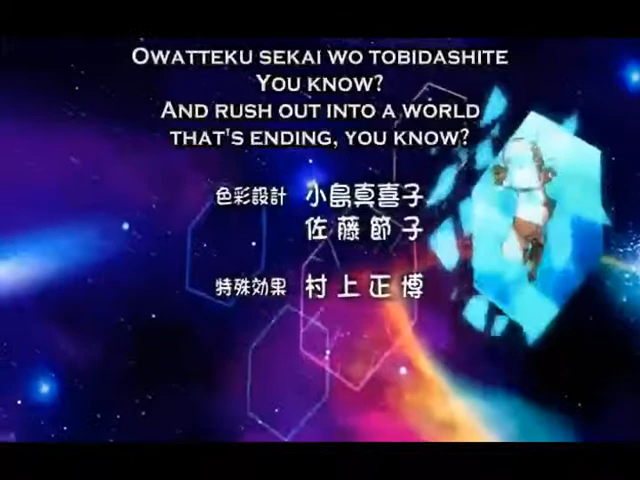 Owatteku sekai wo tobidashite
You know?
And rush out into a world
that's ending, you know?
色彩設計 小島真喜子
佐藤節子
特殊効果 村上正博